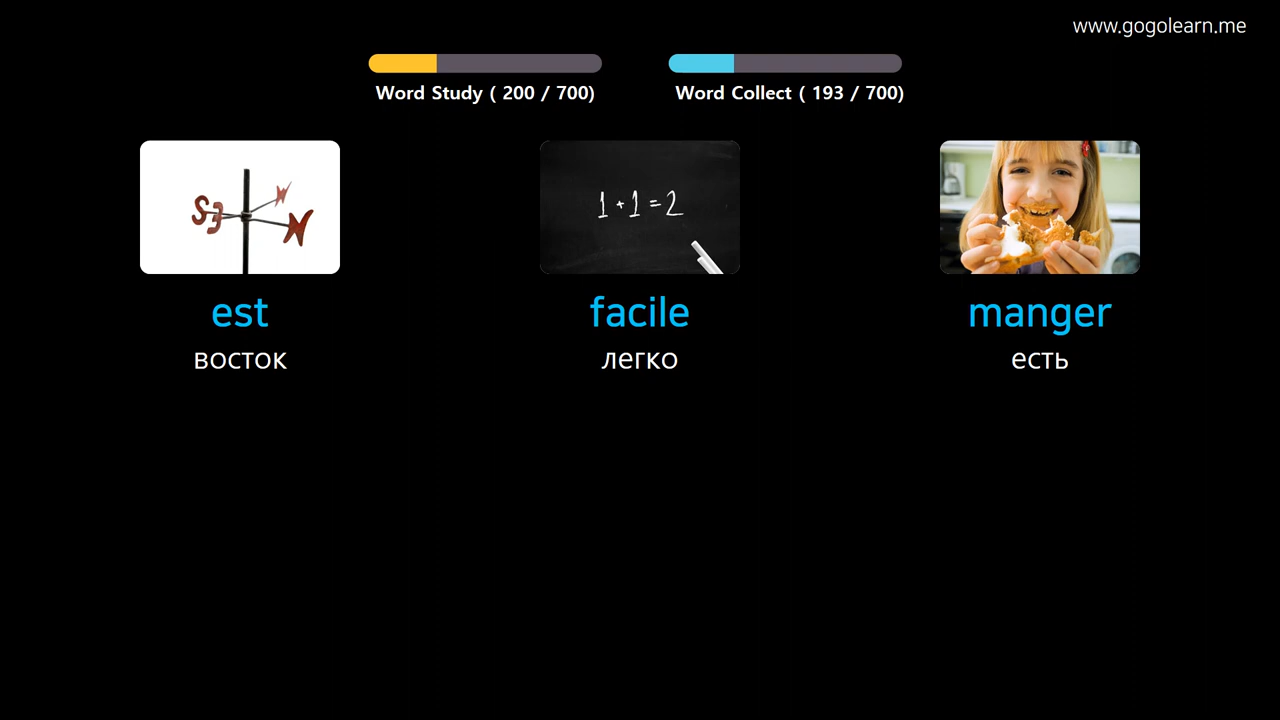 www.gogolearn.me
Word Study ( 200 / 700)
Word Collect ( 193 / 700)
S E N N
1 + 1 = 2
est
facile
manger
восток
легко
есть